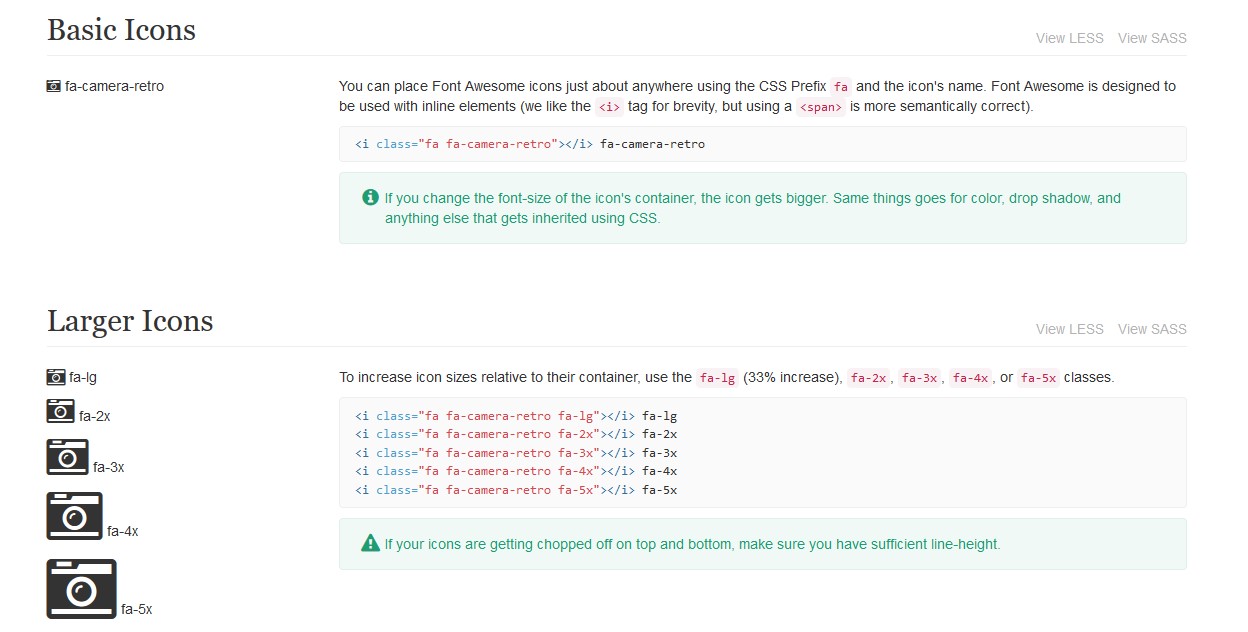 Basic Icons
View LESS View SASS
fa-camera-retro
You can place Font Awesome icons just about anywhere using the CSS Prefix fa and the icon's name. Font Awesome is designed to
be used with inline elements (we like the <i> tag for brevity, but using a <span> is more semantically correct).
<i class="fa fa-camera-retro"></i> fa-camera-retro
If you change the font-size of the icon's container, the icon gets bigger. Same things goes for color, drop shadow, and
anything else that gets inherited using CSS.
Larger Icons
View LESS View SASS
fa-lg
fa-2x
fa-3x
fa-4x
fa-5x
To increase icon sizes relative to their container, use the fa-lg (33% increase), fa-2x, fa-3x, fa-4x, or fa-5x classes.
<i class="fa fa-camera-retro fa-lg"></i> fa-lg
<i class="fa fa-camera-retro fa-2x"></i> fa-2x
<i class="fa fa-camera-retro fa-3x"></i> fa-3x
<i class="fa fa-camera-retro fa-4x"></i> fa-4x
<i class="fa fa-camera-retro fa-5x"></i> fa-5x
If your icons are getting chopped off on top and bottom, make sure you have sufficient line-height.